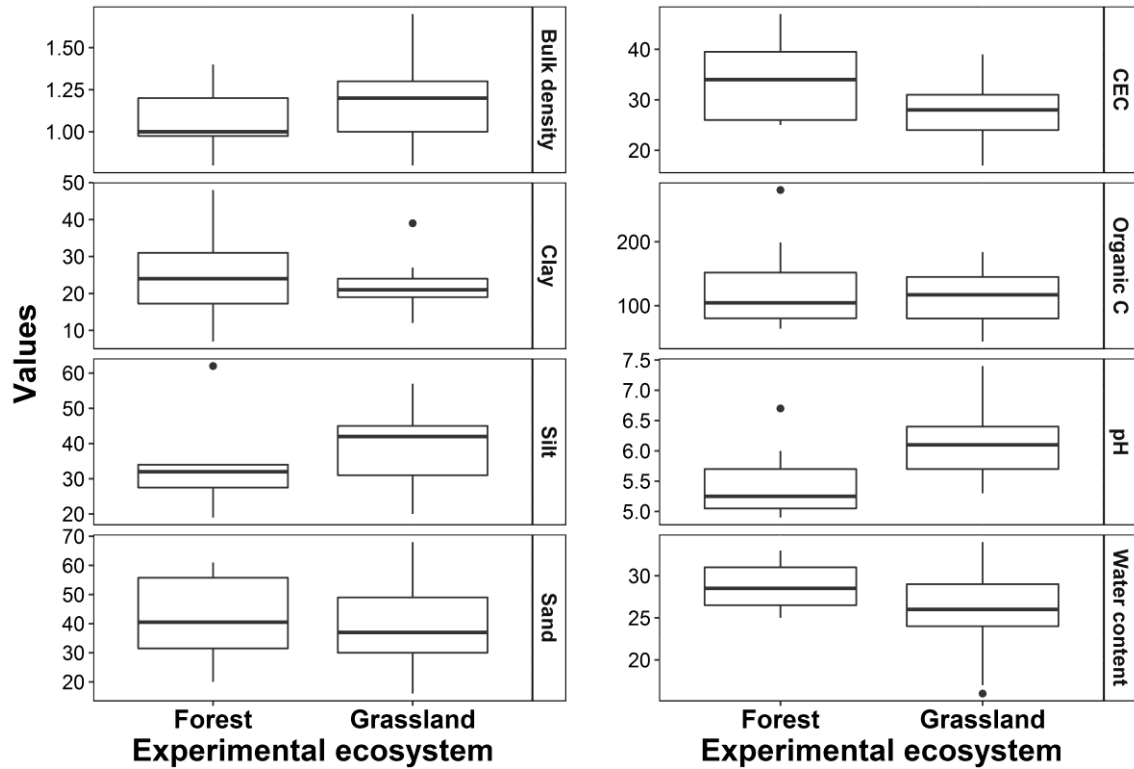 Values
1.50
1.25
1.00
Bulk density
50
40
30
20
10
Clay
60
50
40
30
20
Silt
70
60
50
40
30
20
Sand
Forest
Grassland
Experimental ecosystem
40
30
20
CEC
200
100
Organic C
7.5
7.0
6.5
6.0
5.5
5.0
pH
30
25
20
Water content
Forest
Grassland
Experimental ecosystem